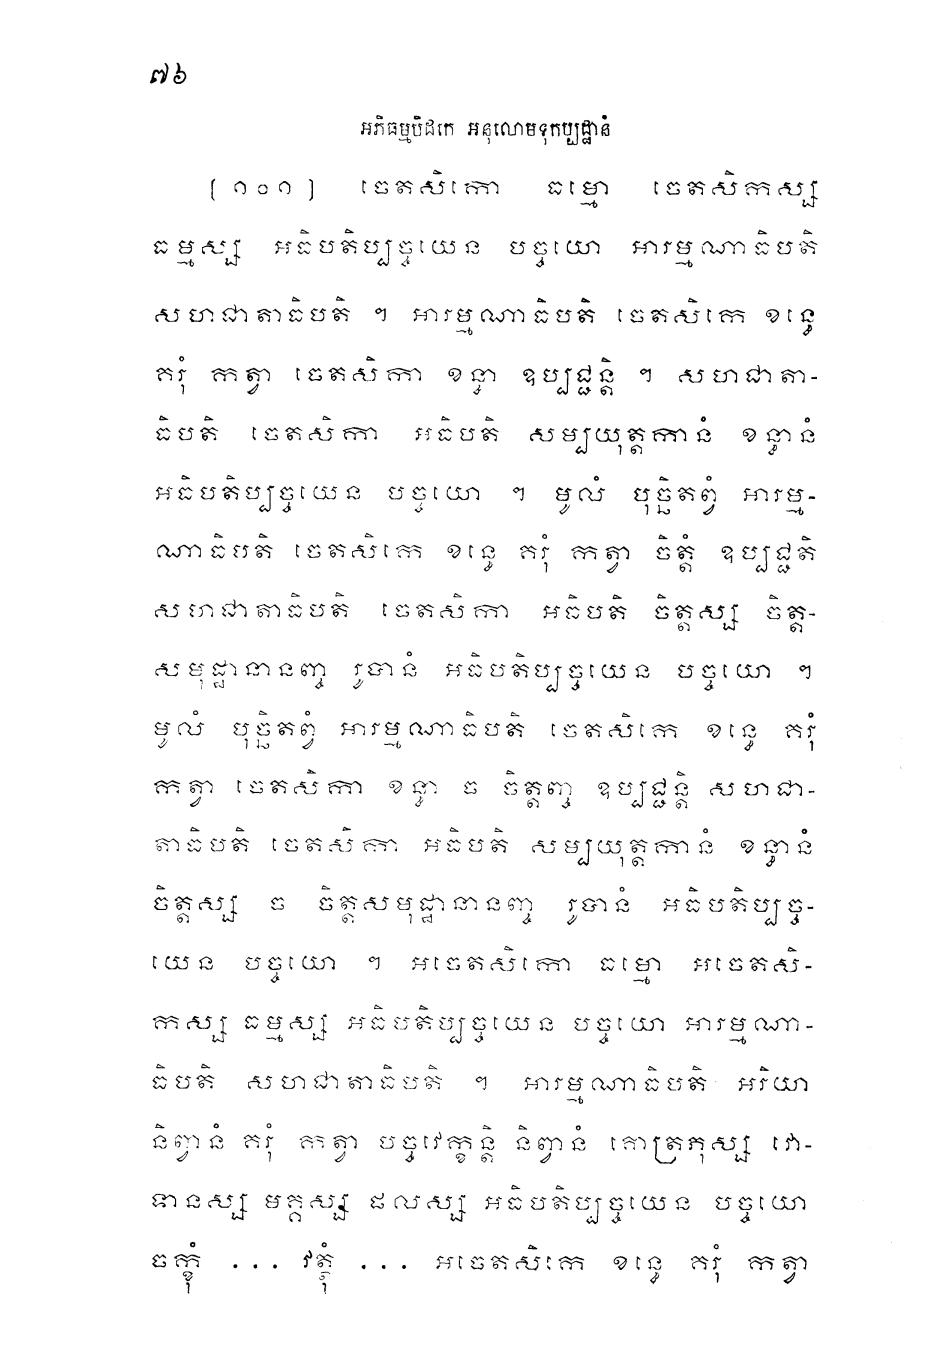 ៧៦
អភិធម្មបិដកេ អនុលោមទុកប្បដ្ឋានំ
[១០១] ចេតសិកោ ធម្មោ ចេតសិកស្ស
ធម្មស្ស អធិបតិប្បច្ចយេន បច្ចយោ អារម្មណាធិបតិ
សហជាតាធិបតិ ។ អារម្មណាធិបតិ ចេតសិកេ ខន្ធេ
គរុំ កត្វា ចេតសិកា ខន្ធា ឧប្បជ្ជន្តិ ។ សហជាតា-
ធិបតិ ចេតសិកា អធិបតិ សម្បយុត្តកានំ ខន្ធានំ
អធិបតិប្បច្ចយេន បច្ចយោ ។ មូលំ បុច្ឆិតព្វំ អារម្ម-
ណាធិបតិ ចេតសិកេ ខន្ធេ គរុំ កត្វា ចិត្តំ ឧប្បជ្ជតិ
សហជាតាធិបតិ ចេតសិកា អធិបតិ ចិត្តស្ស ចិត្ត-
សមុដ្ឋានានញ្ច រូបានំ អធិបតិប្បច្ចយេន បច្ចយោ ។
មូលំ បុច្ឆិតព្វំ អារម្មណាធិបតិ ចេតសិកេ ខន្ធេ គរុំ
កត្វា ចេតសិកា ខន្ធា ច ចិត្តញ្ច ឧប្បជ្ជន្តិ សហជា-
តាធិបតិ ចេតសិកា អធិបតិ សម្បយុត្តកានំ ខន្ធានំ
ចិត្តស្ស ច ចិត្តសមុដ្ឋានានញ្ច រូបានំ អធិបតិប្បច្ច-
យេន បច្ចយោ ។ អចេតសិកោ ធម្មោ អចេតសិ-
កស្ស ធម្មស្ស អធិបតិប្បច្ចយេន បច្ចយោ អារម្មណា-
ធិបតិ សហជាតាធិបតិ ។ អារម្មណាធិបតិ អរិយា
និព្វានំ គរុំ កត្វា បច្ចវេក្ខន្តិ និព្វានំ គោត្រភុស្ស វោ-
ទានស្ស មគ្គស្ស ផលស្ស អធិបតិប្បច្ចយេន បច្ចយោ
ចក្ខុំ ... វត្ថុំ ... អចេតសិកេ ខន្ធេ គរុំ កត្វា